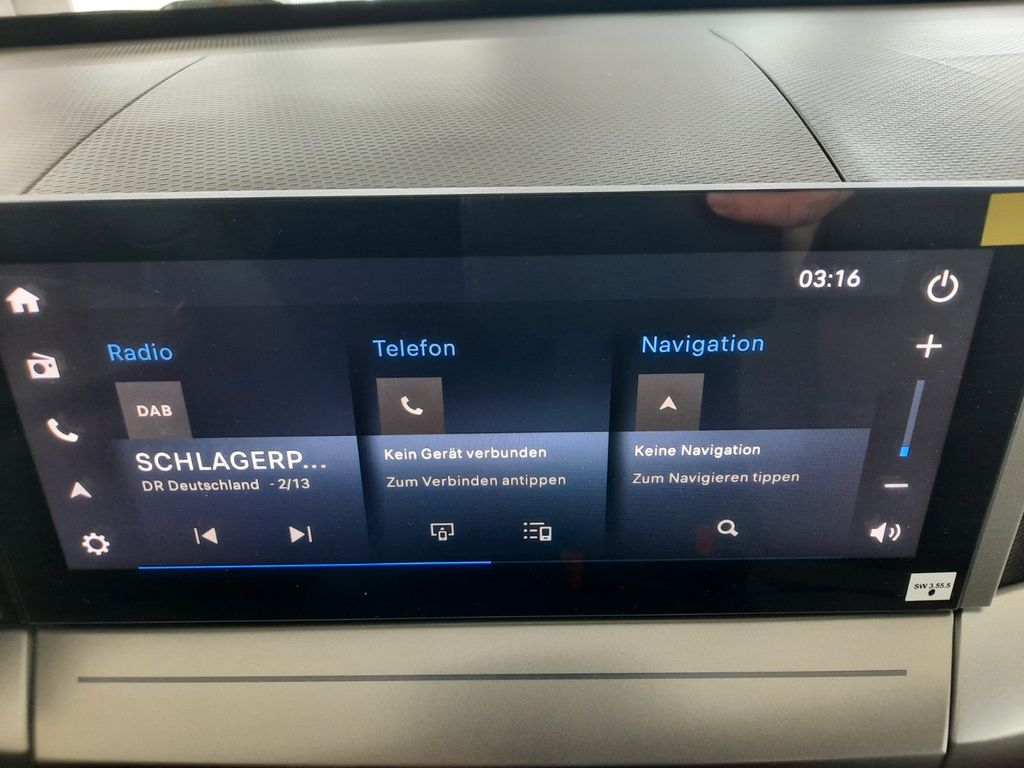 03:16
Radio
DAB
SCHLAGERP...
DR Deutschland - 2/13
Telefon
Kein Gerät verbunden
Zum Verbinden antippen
Navigation
Keine Navigation
Zum Navigieren tippen
SW 3.55.5